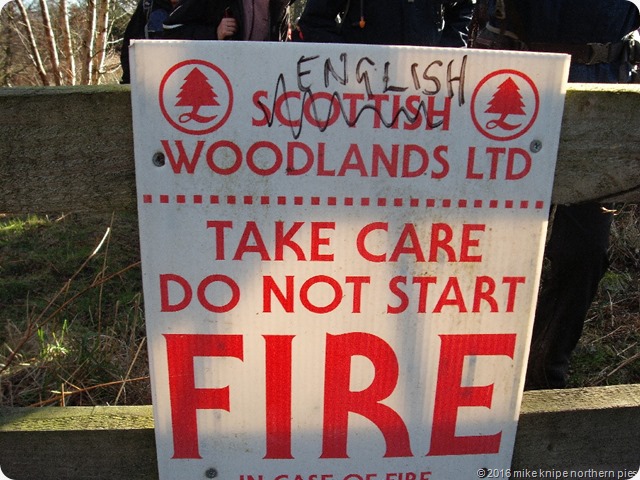 ENGLISH
SCOTTISH
WOODLANDS LTD
TAKE CARE
DO NOT START
FIRE
IN CASE OF FIRE
©2016 mike knipe northern pies